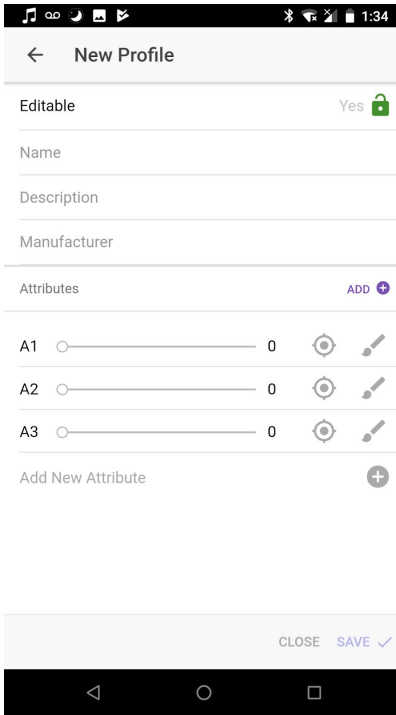 1:34
New Profile
Editable Yes
Name
Description
Manufacturer
Attributes ADD
A1 0
A2 0
A3 0
Add New Attribute
CLOSE SAVE